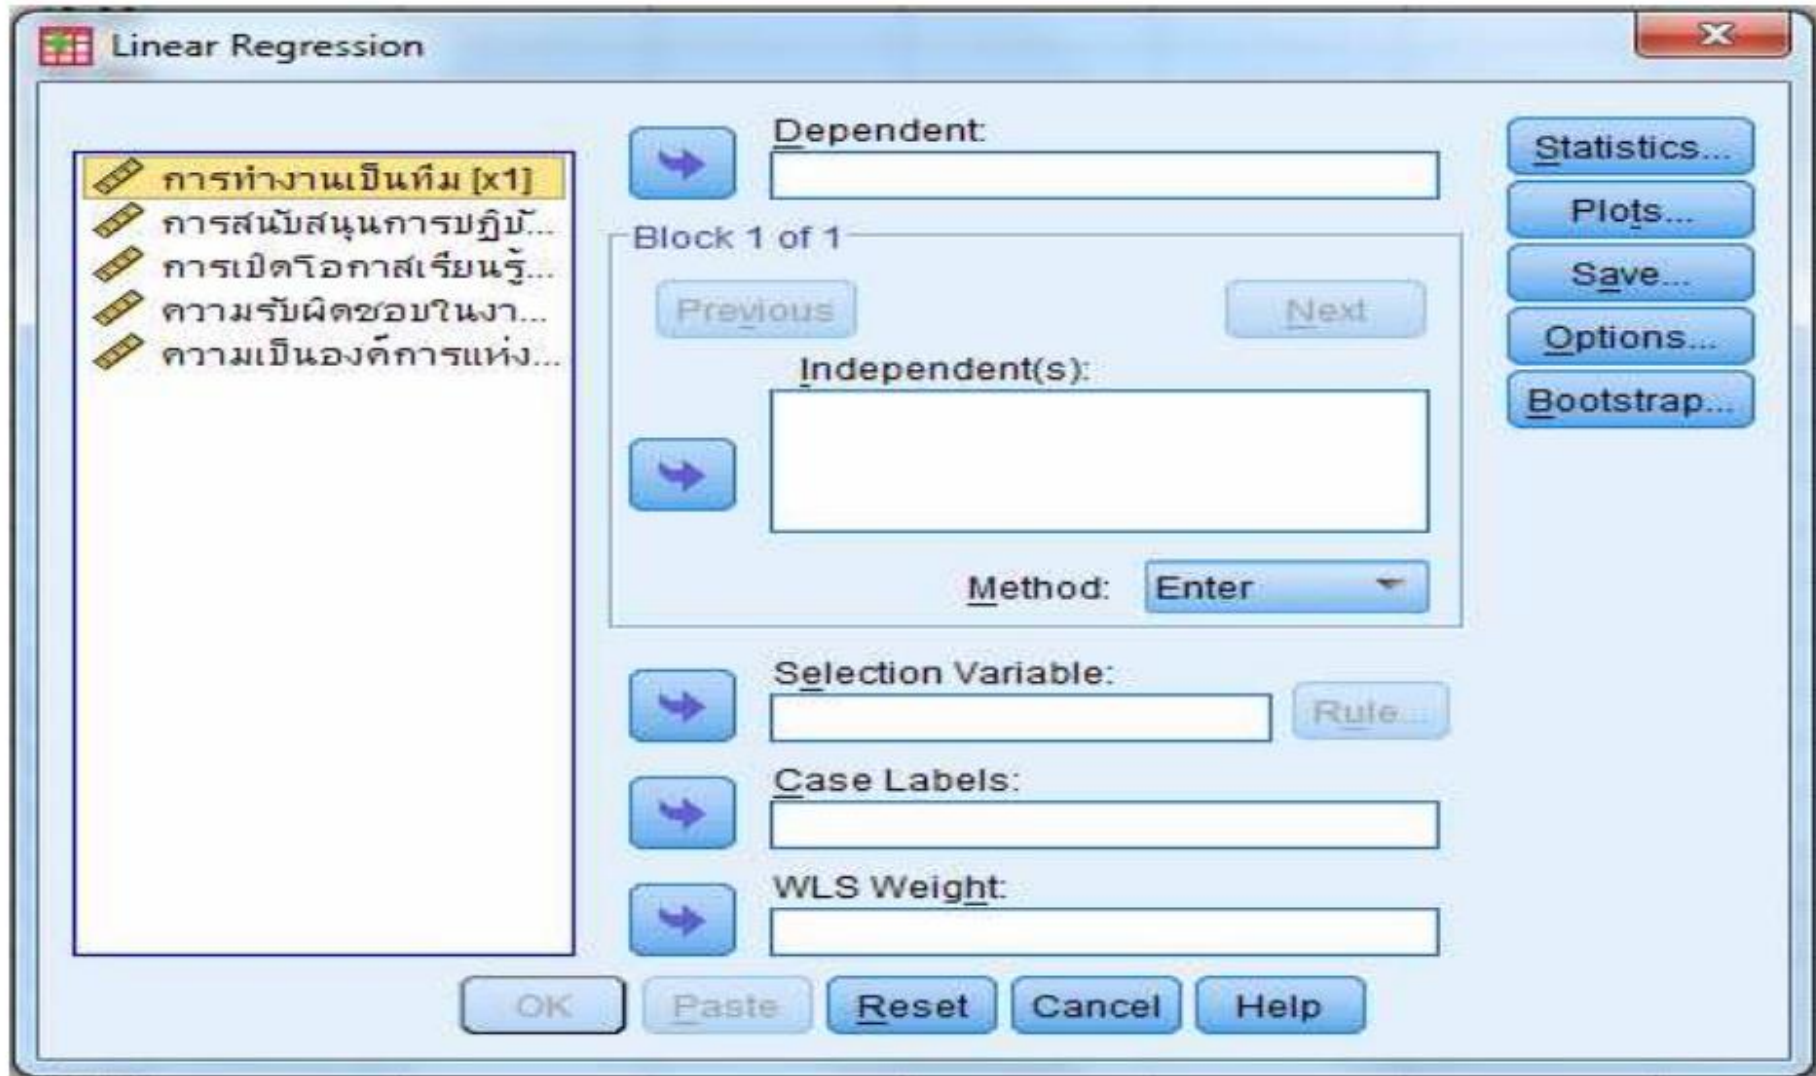 Linear Regression
การทำงานเป็นทีม [x1]
การสนับสนุนการปฏิบั...
การเปิดโอกาสเรียนรู้...
ความรับผิดชอบในงา...
ความเป็นองค์การแห่ง...
Dependent:
Block 1 of 1
Previous
Next
Independent(s):
Method: Enter
Selection Variable:
Rule...
Case Labels:
WLS Weight:
Statistics...
Plots...
Save...
Options...
Bootstrap...
OK Paste Reset Cancel Help